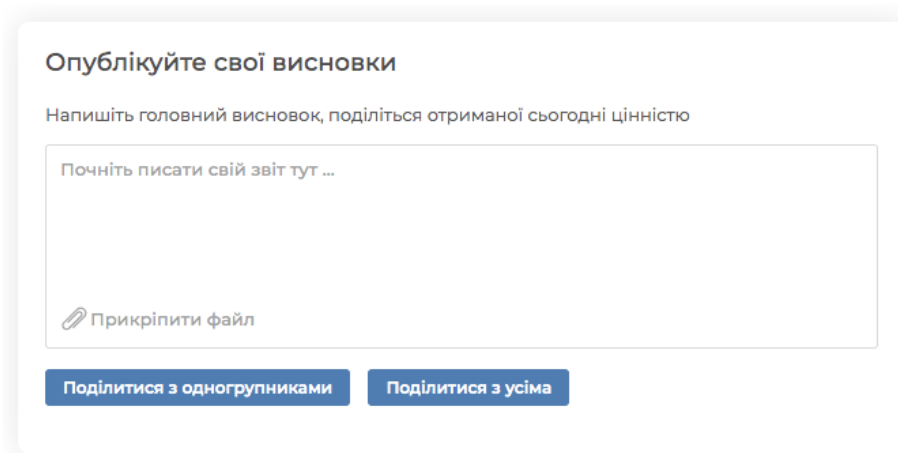 Опублікуйте свої висновки
Напишіть головний висновок, поділіться отриманої сьогодні цінністю
Почніть писати свій звіт тут ...
Прикріпити файл
Поділитися з одногрупниками
Поділитися з усіма